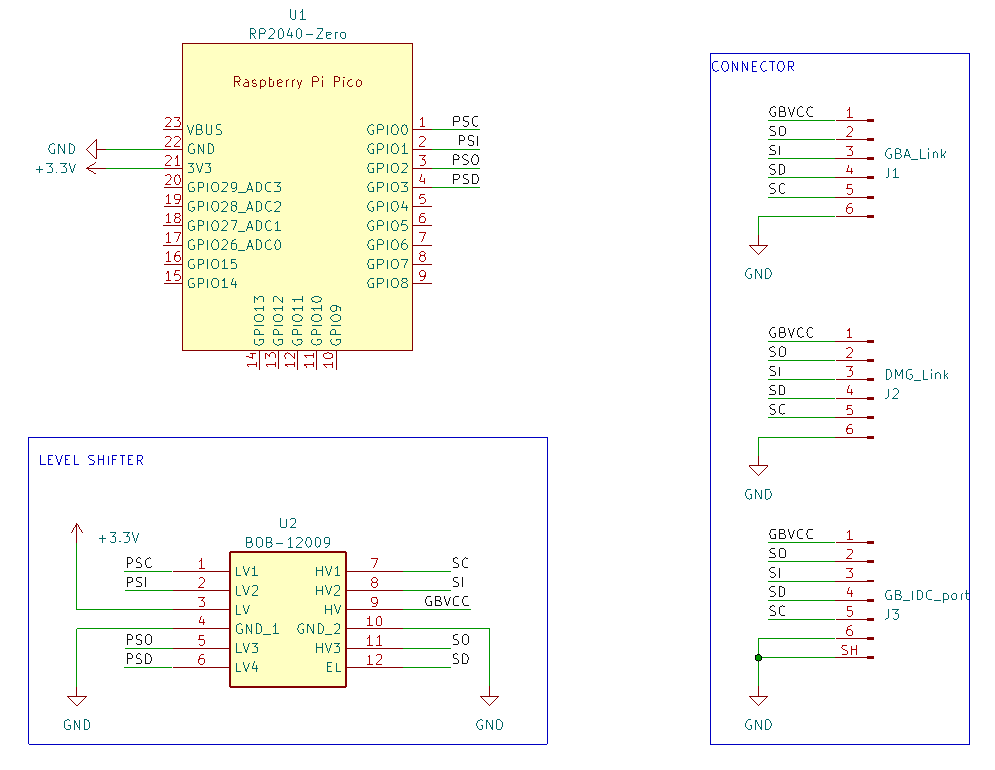 U1
RP2040-Zero
Raspberry Pi Pico
23 VBUS
22 GND
21 3V3
20 GPIO29_ADC3
19 GPIO28_ADC2
18 GPIO27_ADC1
17 GPIO26_ADC0
16 GPIO15
15 GPIO14
GND
+3.3V
GPIO0 1 PSC
GPIO1 2 PSI
GPIO2 3 PSO
GPIO3 4 PSD
GPIO4 5
GPIO5 6
GPIO6 7
GPIO7 8
GPIO8 9
GPIO13 14
GPIO12 13
GPIO11 12
GPIO10 11
GPIO9 10
LEVEL SHIFTER
+3.3V
U2
BOB-12009
PSC 1 LV1
PSI 2 LV2
3 LV
4 GND_1
PSO 5 LV3
PSD 6 LV4
HV1 7 SC
HV2 8 SI
HV 9 GBVCC
GND_2 10
HV3 11 SO
EL 12 SD
GND
GND
CONNECTOR
GBVCC 1
SO 2
SI 3
SD 4
SC 5
6
GBA_Link
J1
GND
GBVCC 1
SO 2
SI 3
SD 4
SC 5
6
DMG_Link
J2
GND
GBVCC 1
SO 2
SI 3
SD 4
SC 5
6
SH
GB_IDC_port
J3
GND